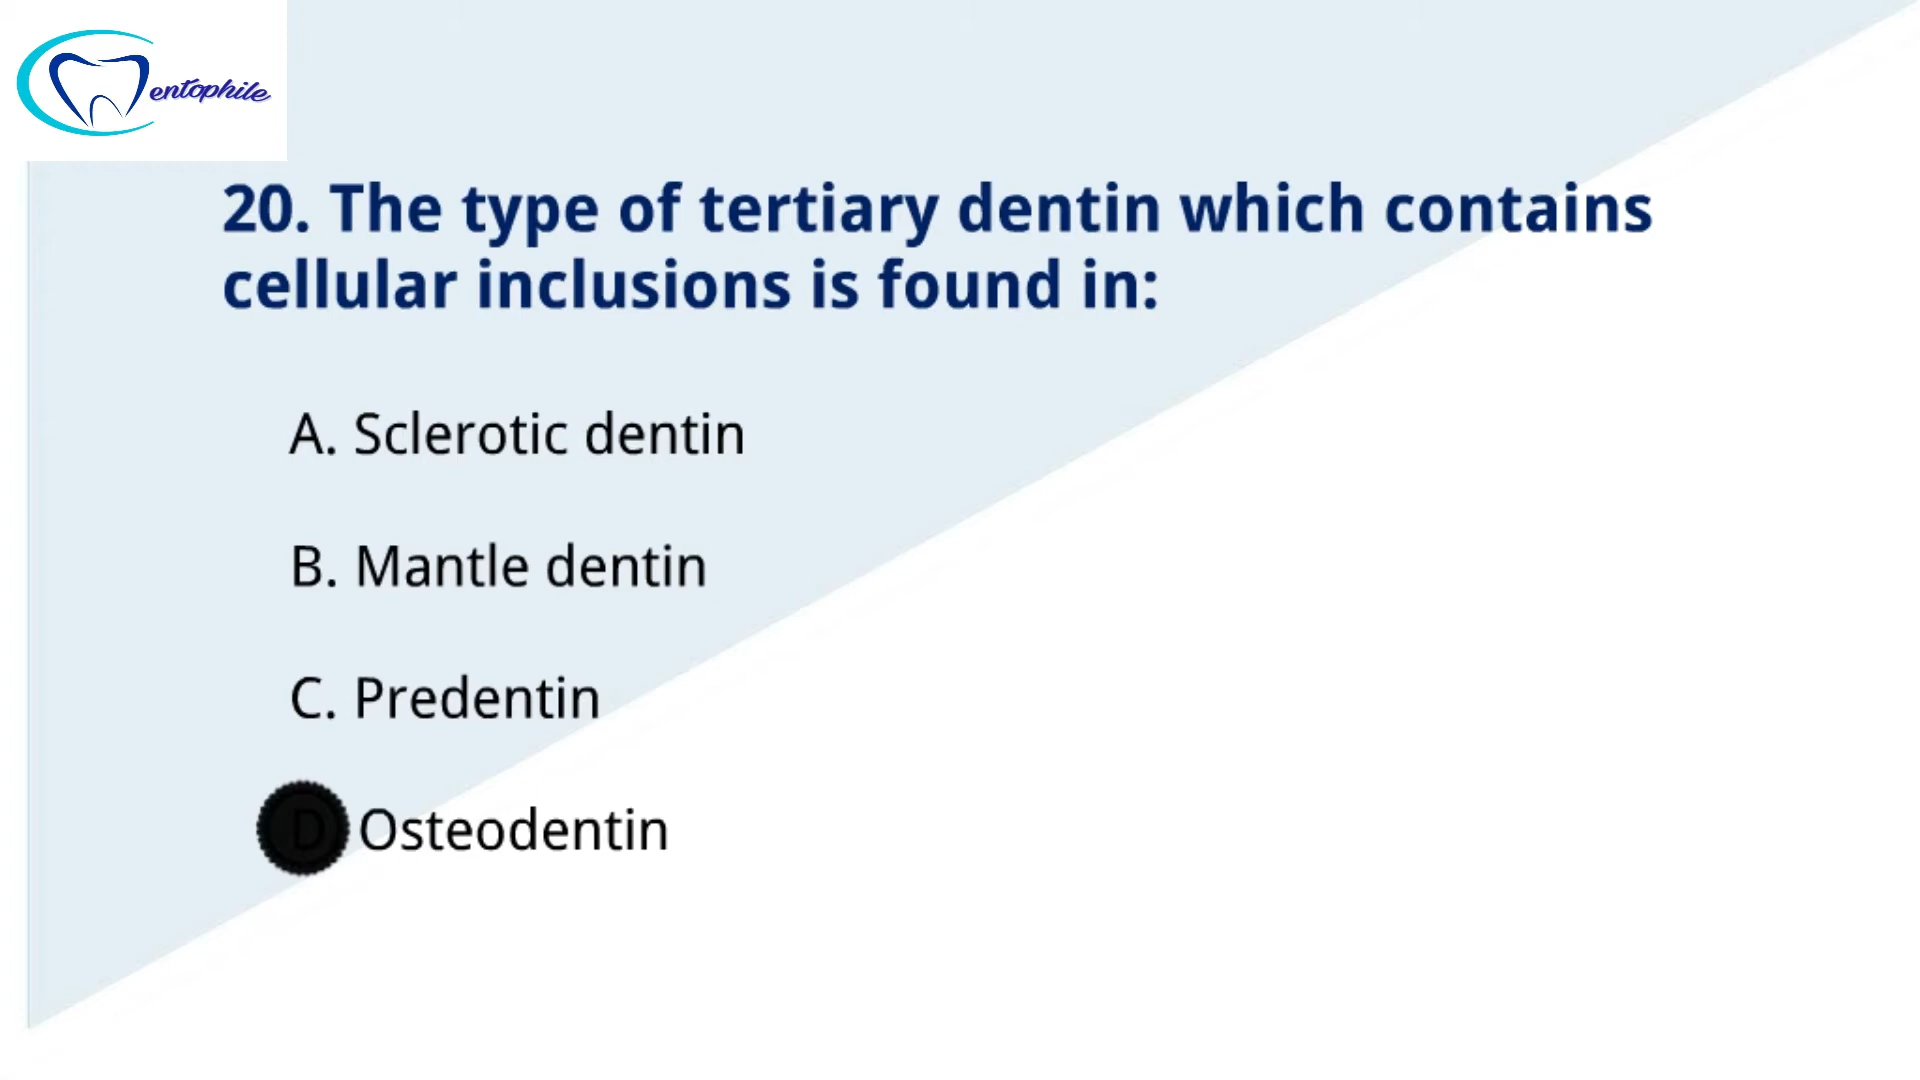 entophile
20. The type of tertiary dentin which contains
cellular inclusions is found in:
A. Sclerotic dentin
B. Mantle dentin
C. Predentin
D Osteodentin